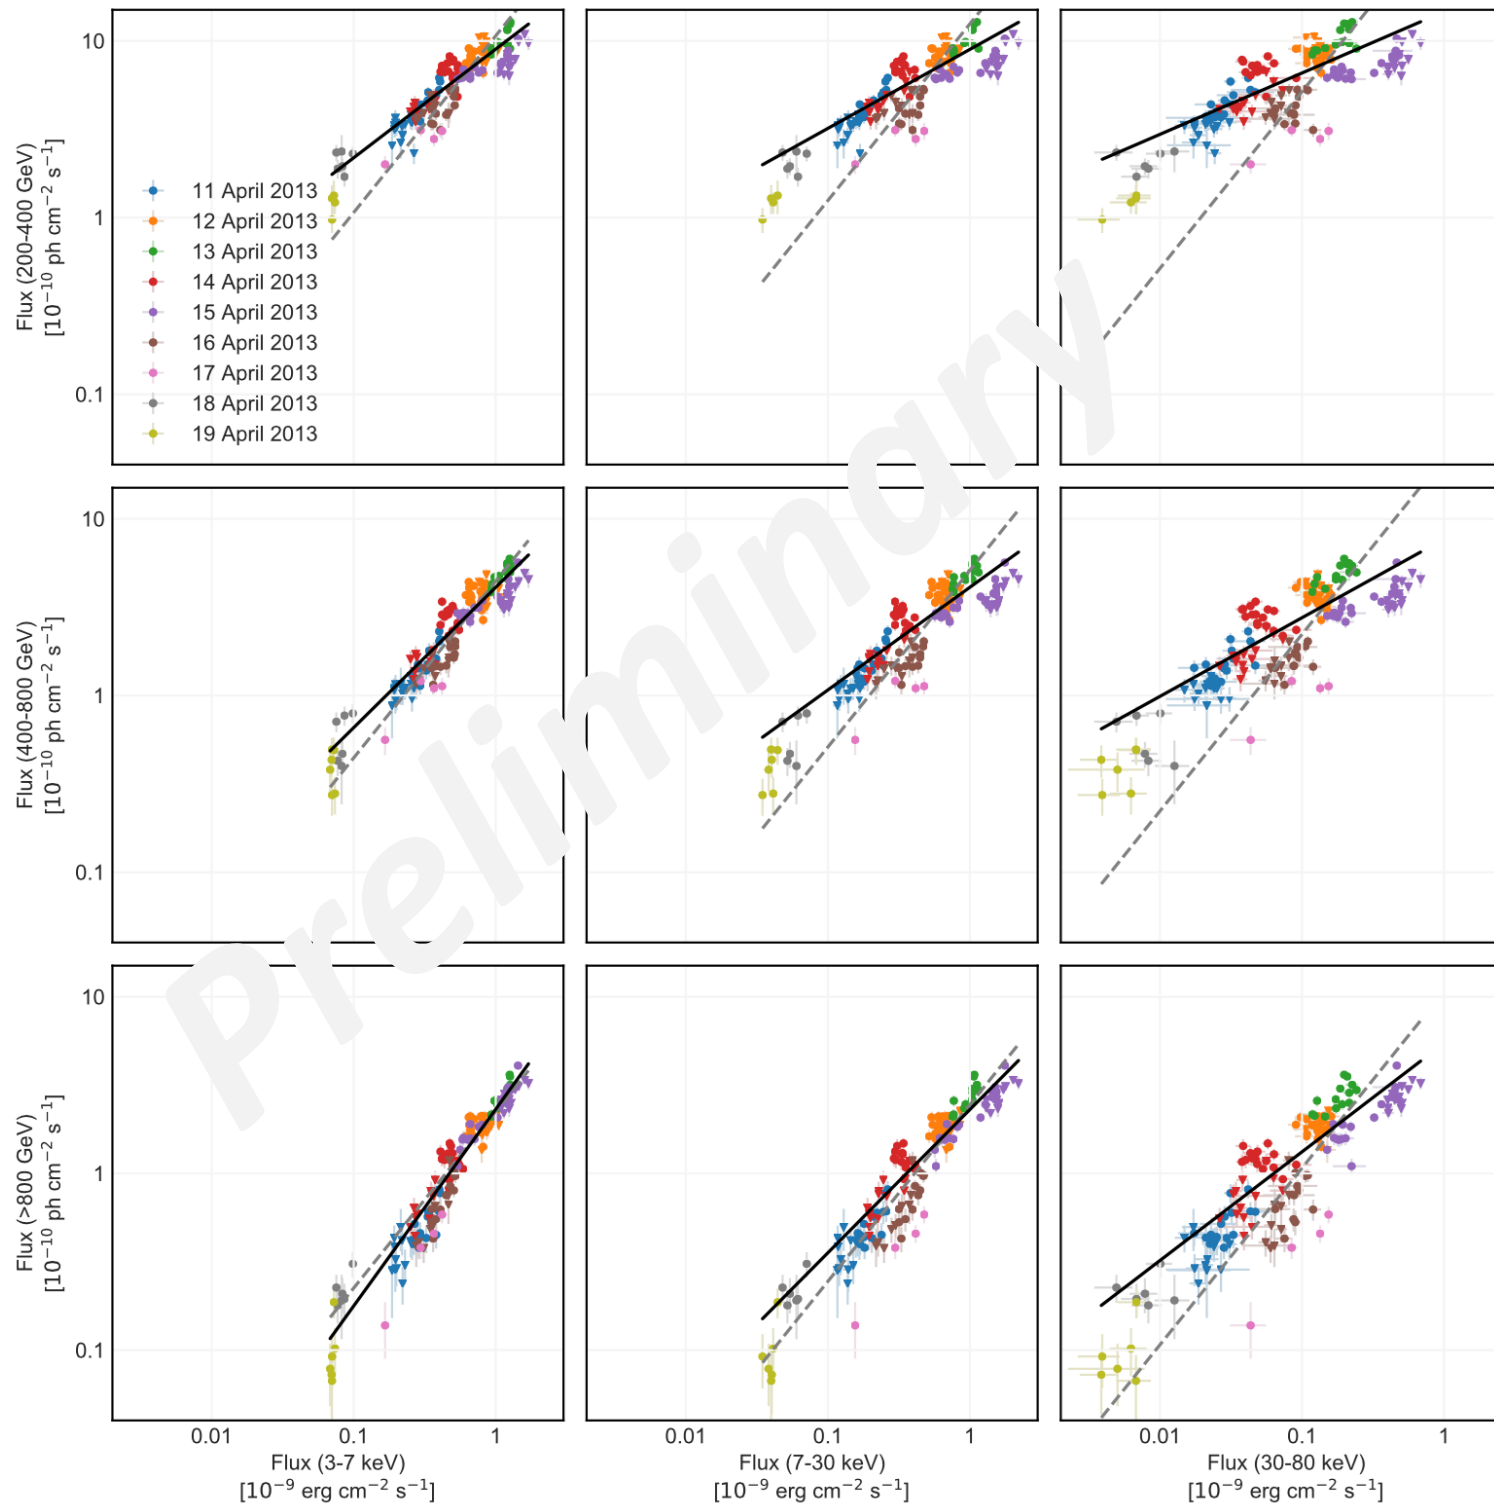 10
1
0.1
Flux (200-400 GeV)
[10⁻¹⁰ ph cm⁻² s⁻¹]
11 April 2013
12 April 2013
13 April 2013
14 April 2013
15 April 2013
16 April 2013
17 April 2013
18 April 2013
19 April 2013
10
1
0.1
Flux (400-800 GeV)
[10⁻¹⁰ ph cm⁻² s⁻¹]
Preliminary
10
1
0.1
Flux (>800 GeV)
[10⁻¹⁰ ph cm⁻² s⁻¹]
0.01 0.1 1
Flux (3-7 keV)
[10⁻⁹ erg cm⁻² s⁻¹]
0.01 0.1 1
Flux (7-30 keV)
[10⁻⁹ erg cm⁻² s⁻¹]
0.01 0.1 1
Flux (30-80 keV)
[10⁻⁹ erg cm⁻² s⁻¹]